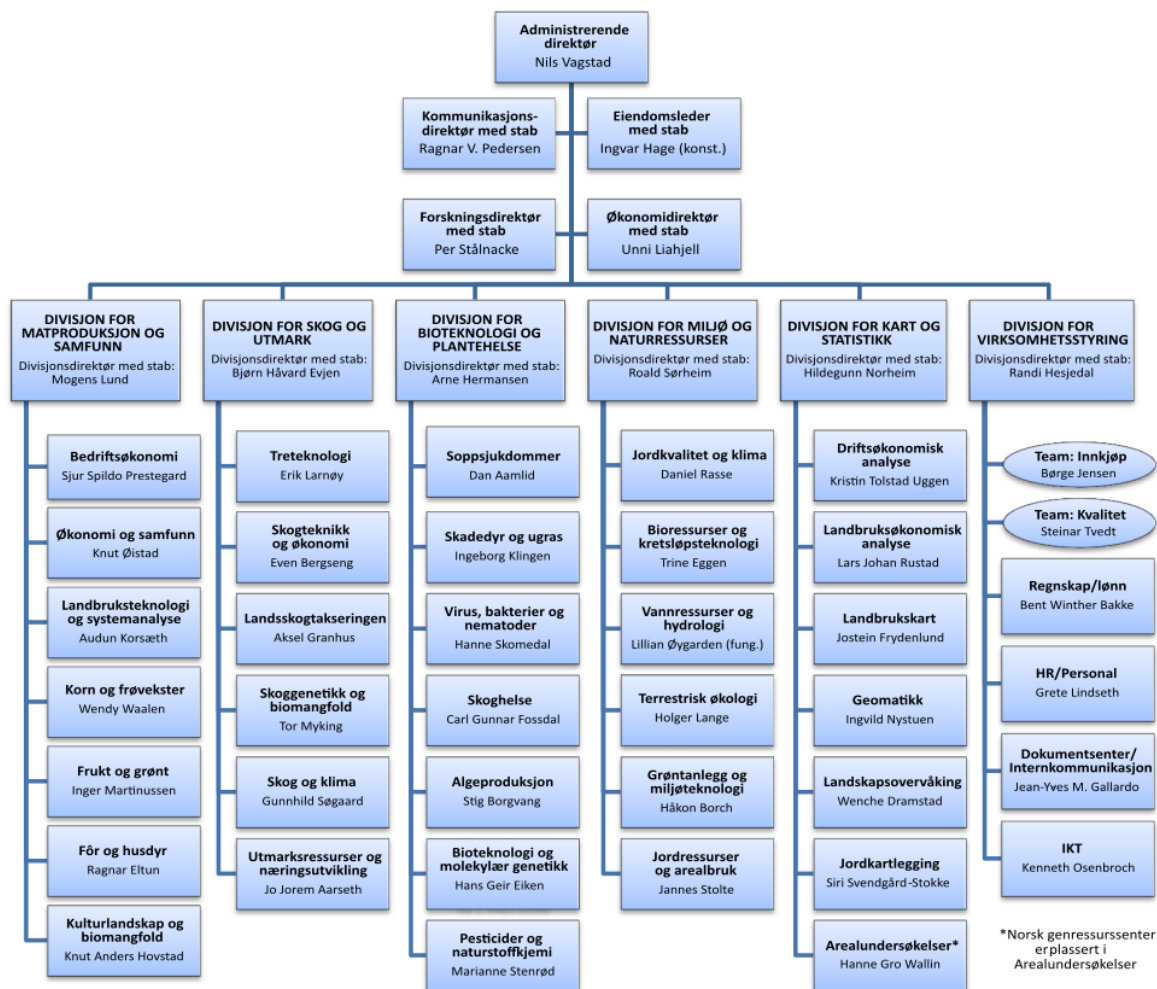 Administrerende
direktør
Nils Vagstad
Kommunikasjons-
direktør med stab
Ragnar V. Pedersen
Eiendomsleder
med stab
Ingvar Hage (konst.)
Forskningsdirektør
med stab
Per Stålnacke
Økonomidirektør
med stab
Unni Liahjell
DIVISJON FOR
MATPRODUKSJON OG
SAMFUNN
Divisjonsdirektør med stab:
Mogens Lund
Bedriftsøkonomi
Sjur Spildo Prestegard
Økonomi og samfunn
Knut Øistad
Landbruksteknologi
og systemanalyse
Audun Korsæth
Korn og frøvekster
Wendy Waalen
Frukt og grønt
Inger Martinussen
Fôr og husdyr
Ragnar Eltun
Kulturlandskap og
biomangfold
Knut Anders Hovstad
DIVISJON FOR SKOG OG
UTMARK
Divisjonsdirektør med stab:
Bjørn Håvard Evjen
Treteknologi
Erik Larnøy
Skogteknikk
og økonomi
Even Bergseng
Landsskogtakseringen
Aksel Granhus
Skoggenetikk og
biomangfold
Tor Myking
Skog og klima
Gunnhild Søgaard
Utmarksressurser og
næringsutvikling
Jo Jorem Aarseth
DIVISJON FOR
BIOTEKNOLOGI OG
PLANTEHELSE
Divisjonsdirektør med stab:
Arne Hermansen
Soppsjukdommer
Dan Aamlid
Skadedyr og ugras
Ingeborg Klingen
Virus, bakterier og
nematoder
Hanne Skomedal
Skoghelse
Carl Gunnar Fossdal
Algeproduksjon
Stig Borgvang
Bioteknologi og
molekylær genetikk
Hans Geir Eiken
Pesticider og
naturstoffkjemi
Marianne Stenrød
DIVISJON FOR MILJØ OG
NATURRESSURSER
Divisjonsdirektør med stab:
Roald Sørheim
Jordkvalitet og klima
Daniel Rasse
Bioressurser og
kretsløpsteknologi
Trine Eggen
Vannressurser og
hydrologi
Lillian Øygarden (fung.)
Terrestrisk økologi
Holger Lange
Grøntanlegg og
miljøteknologi
Håkon Borch
Jordressurser
og arealbruk
Jannes Stolte
DIVISJON FOR KART OG
STATISTIKK
Divisjonsdirektør med stab:
Hildegunn Norheim
Driftsøkonomisk
analyse
Kristin Tolstad Uggen
Landbruksøkonomisk
analyse
Lars Johan Rustad
Landbrukskart
Jostein Frydenlund
Geomatikk
Ingvild Nystuen
Landskapsovervåking
Wenche Dramstad
Jordkartlegging
Siri Svendgård-Stokke
Arealundersøkelser*
Hanne Gro Wallin
DIVISJON FOR
VIRKSOMHETSSTYRING
Divisjonsdirektør med stab:
Randi Hesjedal
Team: Innkjøp
Børge Jensen
Team: Kvalitet
Steinar Tvedt
Regnskap/lønn
Bent Winther Bakke
HR/Personal
Grete Lindseth
Dokumentsenter/
Internkommunikasjon
Jean-Yves M. Gallardo
IKT
Kenneth Osenbroch
*Norsk genressurssenter
er plassert i
Arealundersøkelser